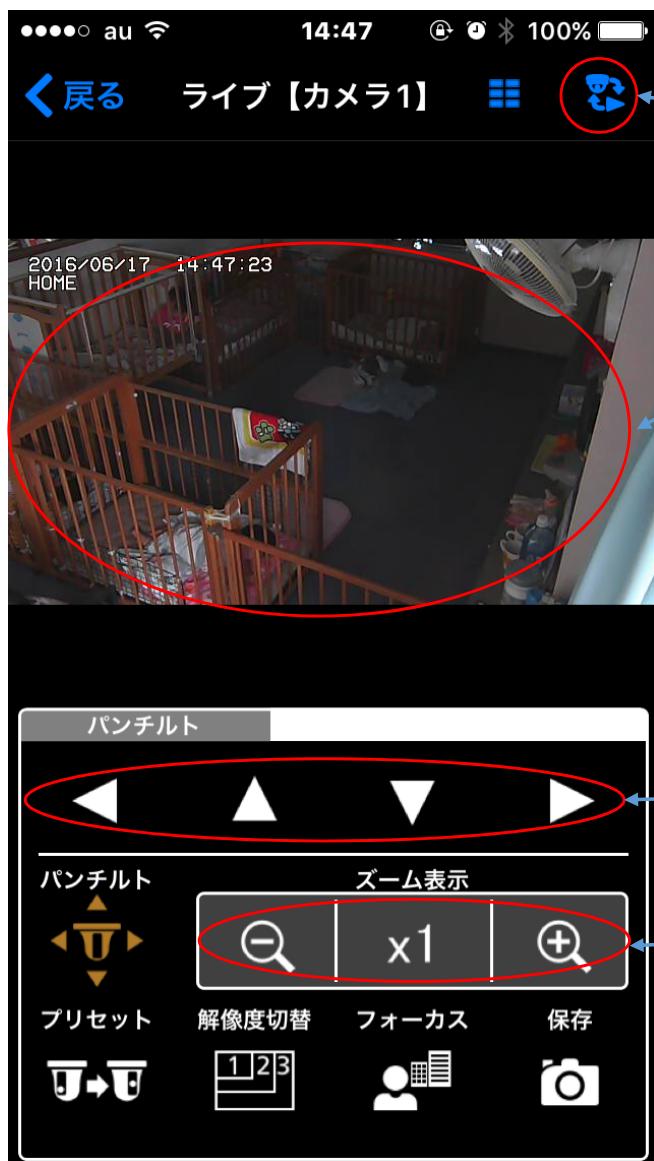 au 14:47 100%
戻る ライブ【カメラ1】
2016/06/17 14:47:23
HOME
パンチルト
パンチルト ズーム表示
x1
プリセット 解像度切替 フォーカス 保存
1 2 3